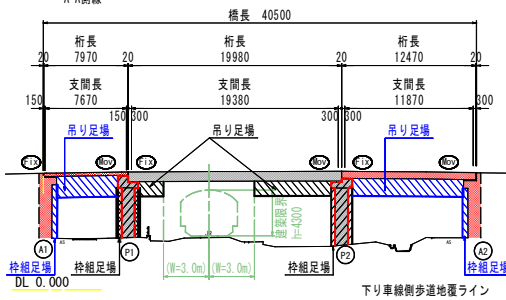 A-A側線
橋長 40500
桁長 桁長 桁長
20 7970 20 19980 20 12470 20
支間長 支間長 支間長
150 7670 150 300 19380 300 300 11870 300
吊り足場 吊り足場 吊り足場
Fix Mov Fix Mov Fix Mov
建築限界
h=4300
A1 P1 P2 A2
(W=3.0m) (W=3.0m)
枠組足場 枠組足場 枠組足場 枠組足場
DL 0.000
下り車線側歩道地覆ライン